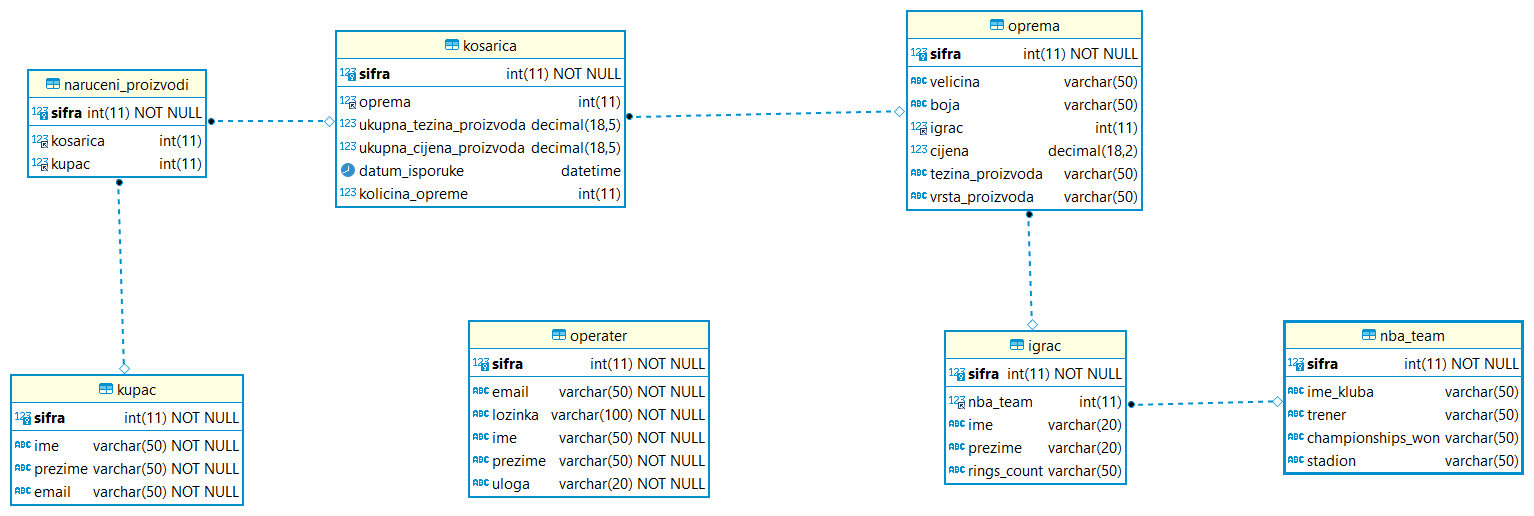 naruceni_proizvodi
sifra int(11) NOT NULL
kosarica int(11)
kupac int(11)
kosarica
sifra int(11) NOT NULL
oprema int(11)
ukupna_tezina_proizvoda decimal(18,5)
ukupna_cijena_proizvoda decimal(18,5)
datum_isporuke datetime
kolicina_opreme int(11)
oprema
sifra int(11) NOT NULL
velicina varchar(50)
boja varchar(50)
igrac int(11)
cijena decimal(18,2)
tezina_proizvoda varchar(50)
vrsta_proizvoda varchar(50)
kupac
sifra int(11) NOT NULL
ime varchar(50) NOT NULL
prezime varchar(50) NOT NULL
email varchar(50) NOT NULL
operater
sifra int(11) NOT NULL
email varchar(50) NOT NULL
lozinka varchar(100) NOT NULL
ime varchar(50) NOT NULL
prezime varchar(50) NOT NULL
uloga varchar(20) NOT NULL
igrac
sifra int(11) NOT NULL
nba_team int(11)
ime varchar(20)
prezime varchar(20)
rings_count varchar(50)
nba_team
sifra int(11) NOT NULL
ime_kluba varchar(50)
trener varchar(50)
championships_won varchar(50)
stadion varchar(50)